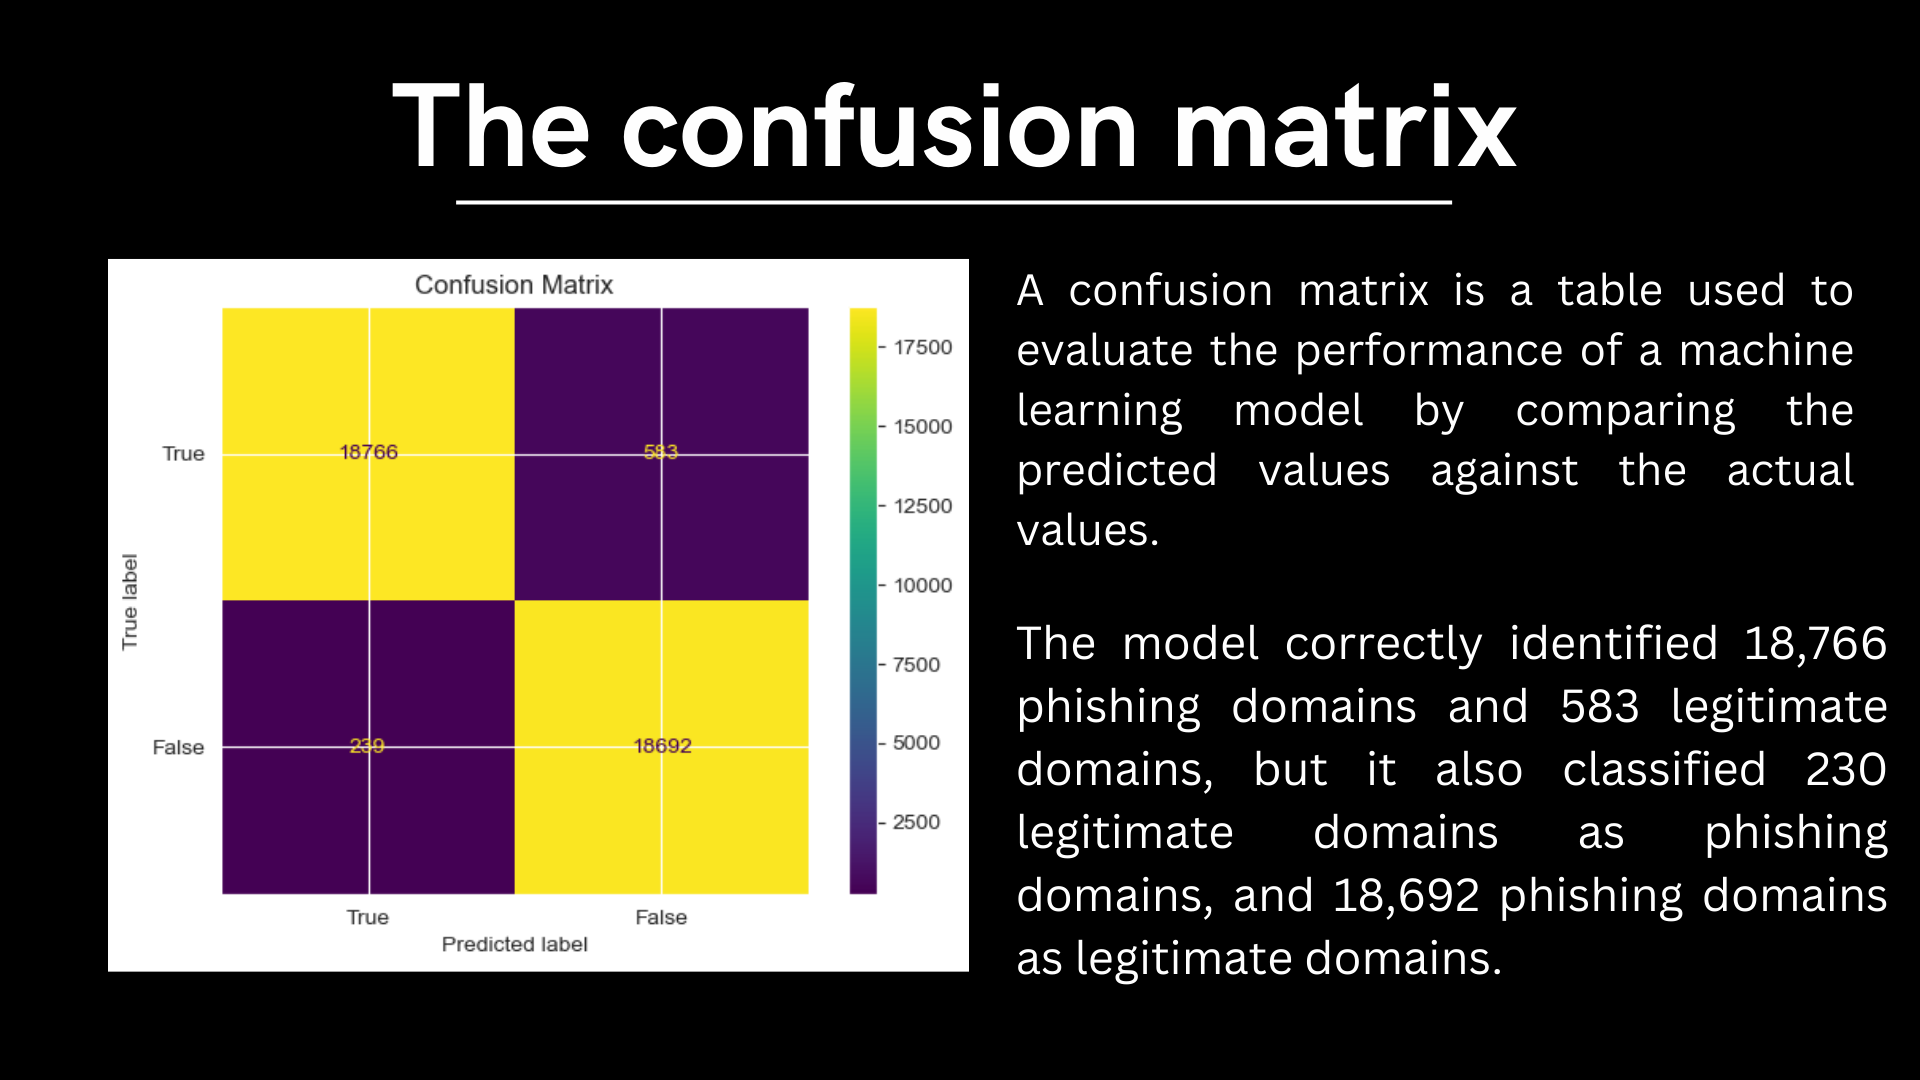 The confusion matrix
Confusion Matrix
17500
15000
12500
10000
7500
5000
2500
True label
True
False
18766
583
239
18692
True
False
Predicted label
A confusion matrix is a table used to
evaluate the performance of a machine
learning model by comparing the
predicted values against the actual
values.
The model correctly identified 18,766
phishing domains and 583 legitimate
domains, but it also classified 230
legitimate domains as phishing
domains, and 18,692 phishing domains
as legitimate domains.